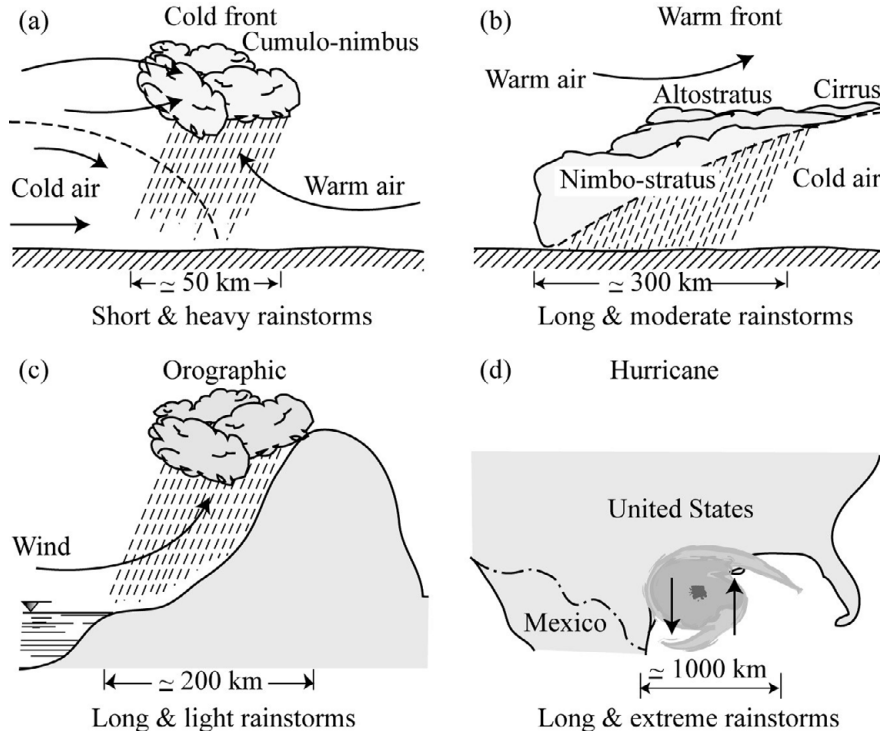 (a)
Cold front
Cumulo-nimbus
Cold air
Warm air
≃ 50 km
Short & heavy rainstorms
(b)
Warm front
Warm air
Altostratus
Cirrus
Nimbo-stratus
Cold air
≃ 300 km
Long & moderate rainstorms
(c)
Orographic
Wind
≃ 200 km
Long & light rainstorms
(d)
Hurricane
United States
Mexico
≃ 1000 km
Long & extreme rainstorms